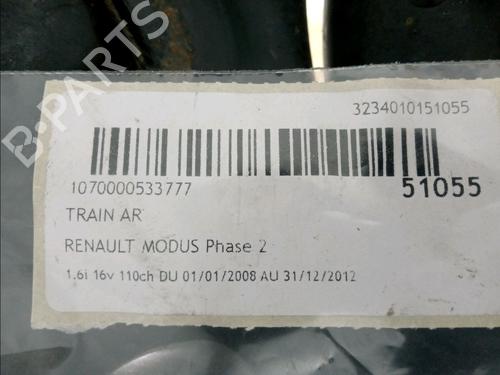 B-PARTS
3234010151055
1070000533777
51055
TRAIN AR
RENAULT MODUS Phase 2
1.6i 16v 110ch DU 01/01/2008 AU 31/12/2012